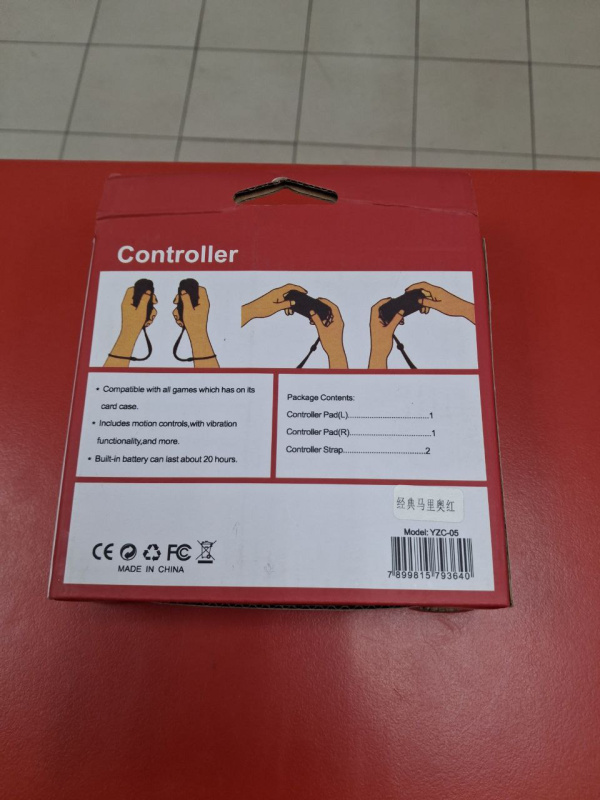 Controller
• Compatible with all games which has on its
card case.
• Includes motion controls,with vibration
functionality,and more.
• Built-in battery can last about 20 hours.
Package Contents:
Controller Pad(L)....................................1
Controller Pad(R)....................................1
Controller Strap.....................................2
经典马里奥红
Model: YZC-05
CE FC
MADE IN CHINA
7 899815 793640